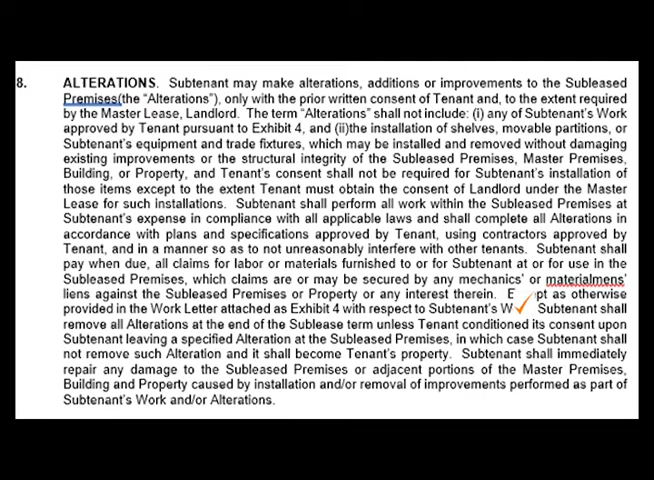 8. ALTERATIONS. Subtenant may make alterations, additions or improvements to the Subleased
Premises(the “Alterations”), only with the prior written consent of Tenant and, to the extent required
by the Master Lease, Landlord. The term “Alterations” shall not include: (i) any of Subtenant’s Work
approved by Tenant pursuant to Exhibit 4, and (ii)the installation of shelves, movable partitions, or
Subtenant’s equipment and trade fixtures, which may be installed and removed without damaging
existing improvements or the structural integrity of the Subleased Premises, Master Premises,
Building, or Property, and Tenant’s consent shall not be required for Subtenant’s installation of
those items except to the extent Tenant must obtain the consent of Landlord under the Master
Lease for such installations. Subtenant shall perform all work within the Subleased Premises at
Subtenant’s expense in compliance with all applicable laws and shall complete all Alterations in
accordance with plans and specifications approved by Tenant, using contractors approved by
Tenant, and in a manner so as to not unreasonably interfere with other tenants. Subtenant shall
pay when due, all claims for labor or materials furnished to or for Subtenant at or for use in the
Subleased Premises, which claims are or may be secured by any mechanics’ or materialmens’
liens against the Subleased Premises or Property or any interest therein. E pt as otherwise
provided in the Work Letter attached as Exhibit 4 with respect to Subtenant’s W Subtenant shall
remove all Alterations at the end of the Sublease term unless Tenant conditioned its consent upon
Subtenant leaving a specified Alteration at the Subleased Premises, in which case Subtenant shall
not remove such Alteration and it shall become Tenant’s property. Subtenant shall immediately
repair any damage to the Subleased Premises or adjacent portions of the Master Premises,
Building and Property caused by installation and/or removal of improvements performed as part of
Subtenant’s Work and/or Alterations.